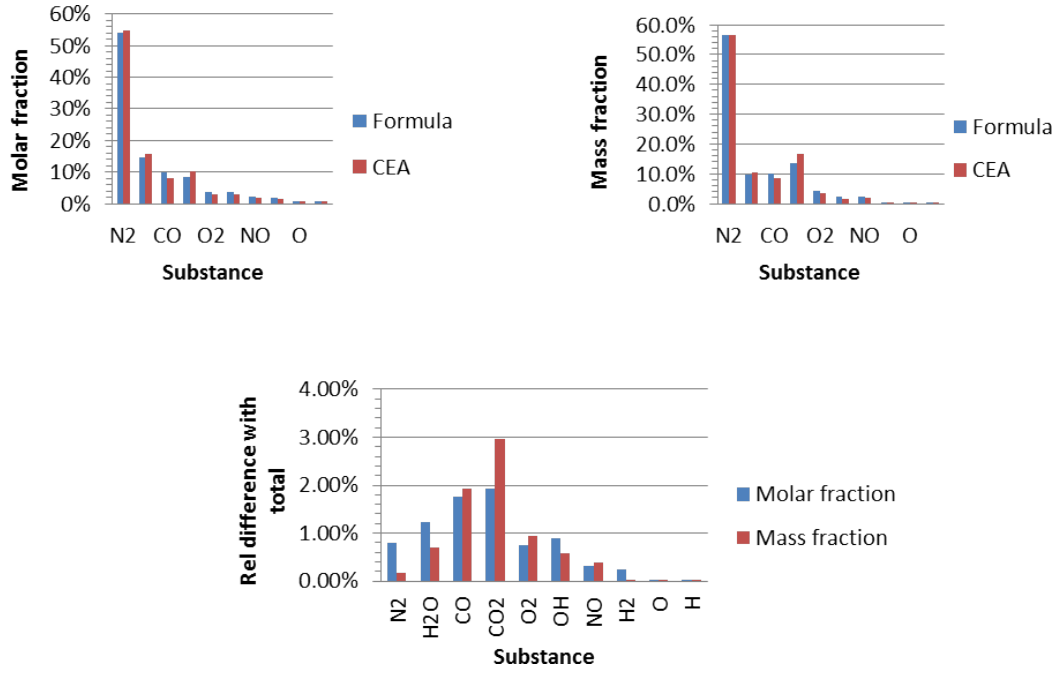 60%
50%
40%
30%
20%
10%
0%
Molar fraction
N2 CO O2 NO O
Substance
Formula
CEA
60.0%
50.0%
40.0%
30.0%
20.0%
10.0%
0.0%
Mass fraction
N2 CO O2 NO O
Substance
Formula
CEA
4.00%
3.00%
2.00%
1.00%
0.00%
Rel difference with
total
N2 H2O CO CO2 O2 OH NO H2 O H
Substance
Molar fraction
Mass fraction